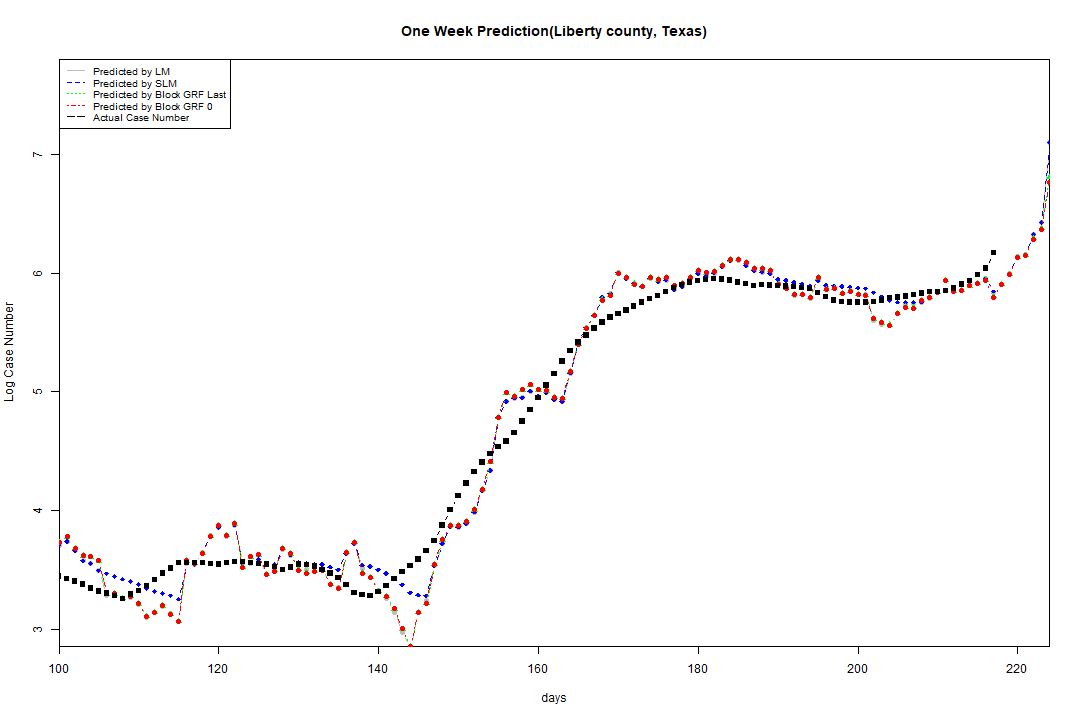 One Week Prediction(Liberty county, Texas)
Predicted by LM
Predicted by SLM
Predicted by Block GRF Last
Predicted by Block GRF 0
Actual Case Number
7
6
5
4
3
Log Case Number
100 120 140 160 180 200 220
days